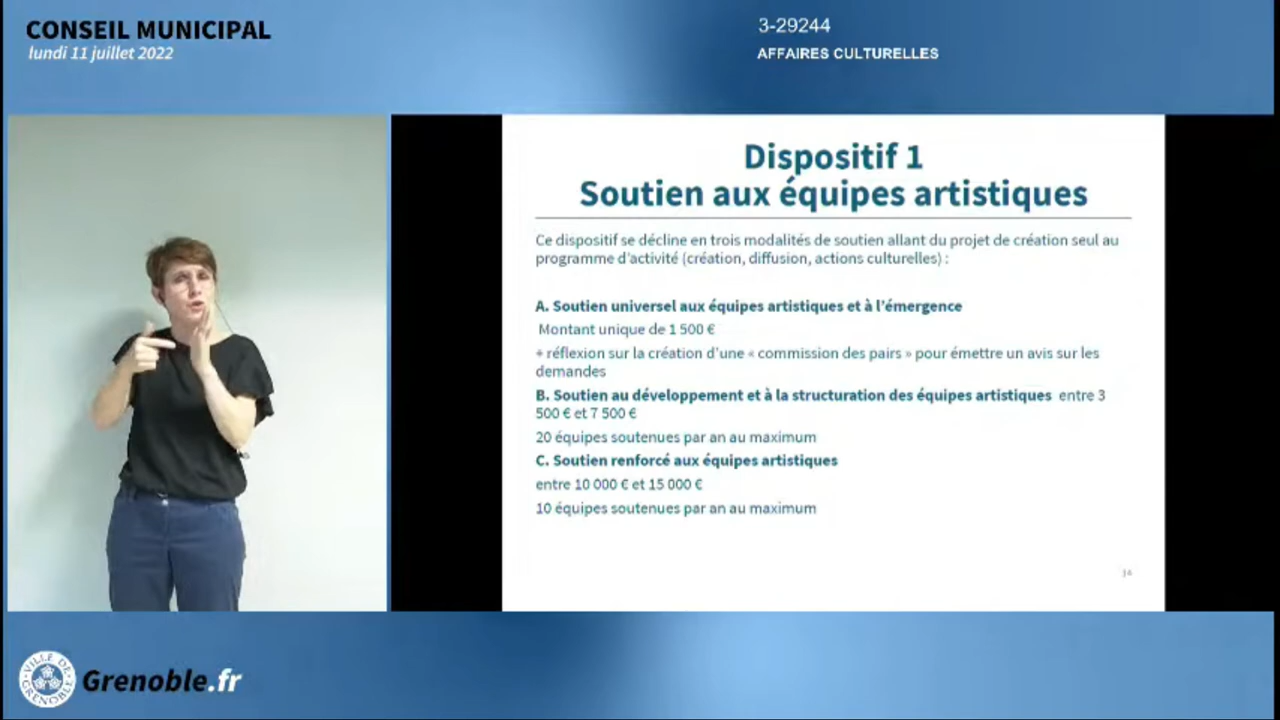 CONSEIL MUNICIPAL
lundi 11 juillet 2022
3-29244
AFFAIRES CULTURELLES
Dispositif 1
Soutien aux équipes artistiques
Ce dispositif se décline en trois modalités de soutien allant du projet de création seul au
programme d'activité (création, diffusion, actions culturelles) :
A. Soutien universel aux équipes artistiques et à l'émergence
Montant unique de 1 500 €
+ réflexion sur la création d'une « commission des pairs » pour émettre un avis sur les
demandes
B. Soutien au développement et à la structuration des équipes artistiques entre 3
500 € et 7 500 €
20 équipes soutenues par an au maximum
C. Soutien renforcé aux équipes artistiques
entre 10 000 € et 15 000 €
10 équipes soutenues par an au maximum
VILLE DE GRENOBLE
Grenoble.fr